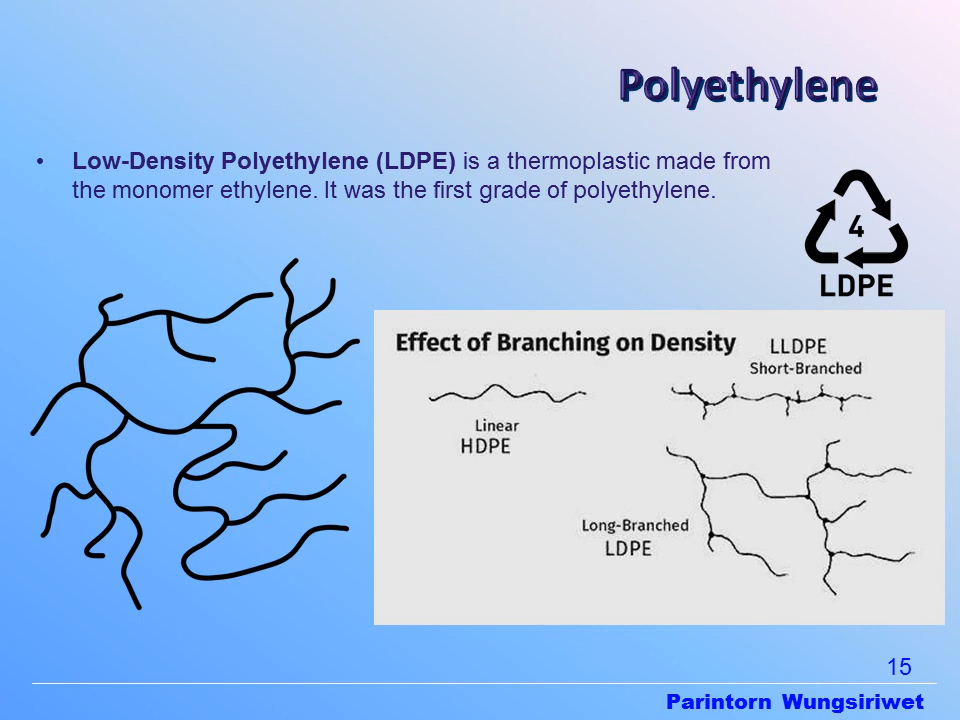 Polyethylene
• Low-Density Polyethylene (LDPE) is a thermoplastic made from
the monomer ethylene. It was the first grade of polyethylene.
4
LDPE
Effect of Branching on Density
LLDPE
Short-Branched
Linear
HDPE
Long-Branched
LDPE
15
Parintorn Wungsiriwet